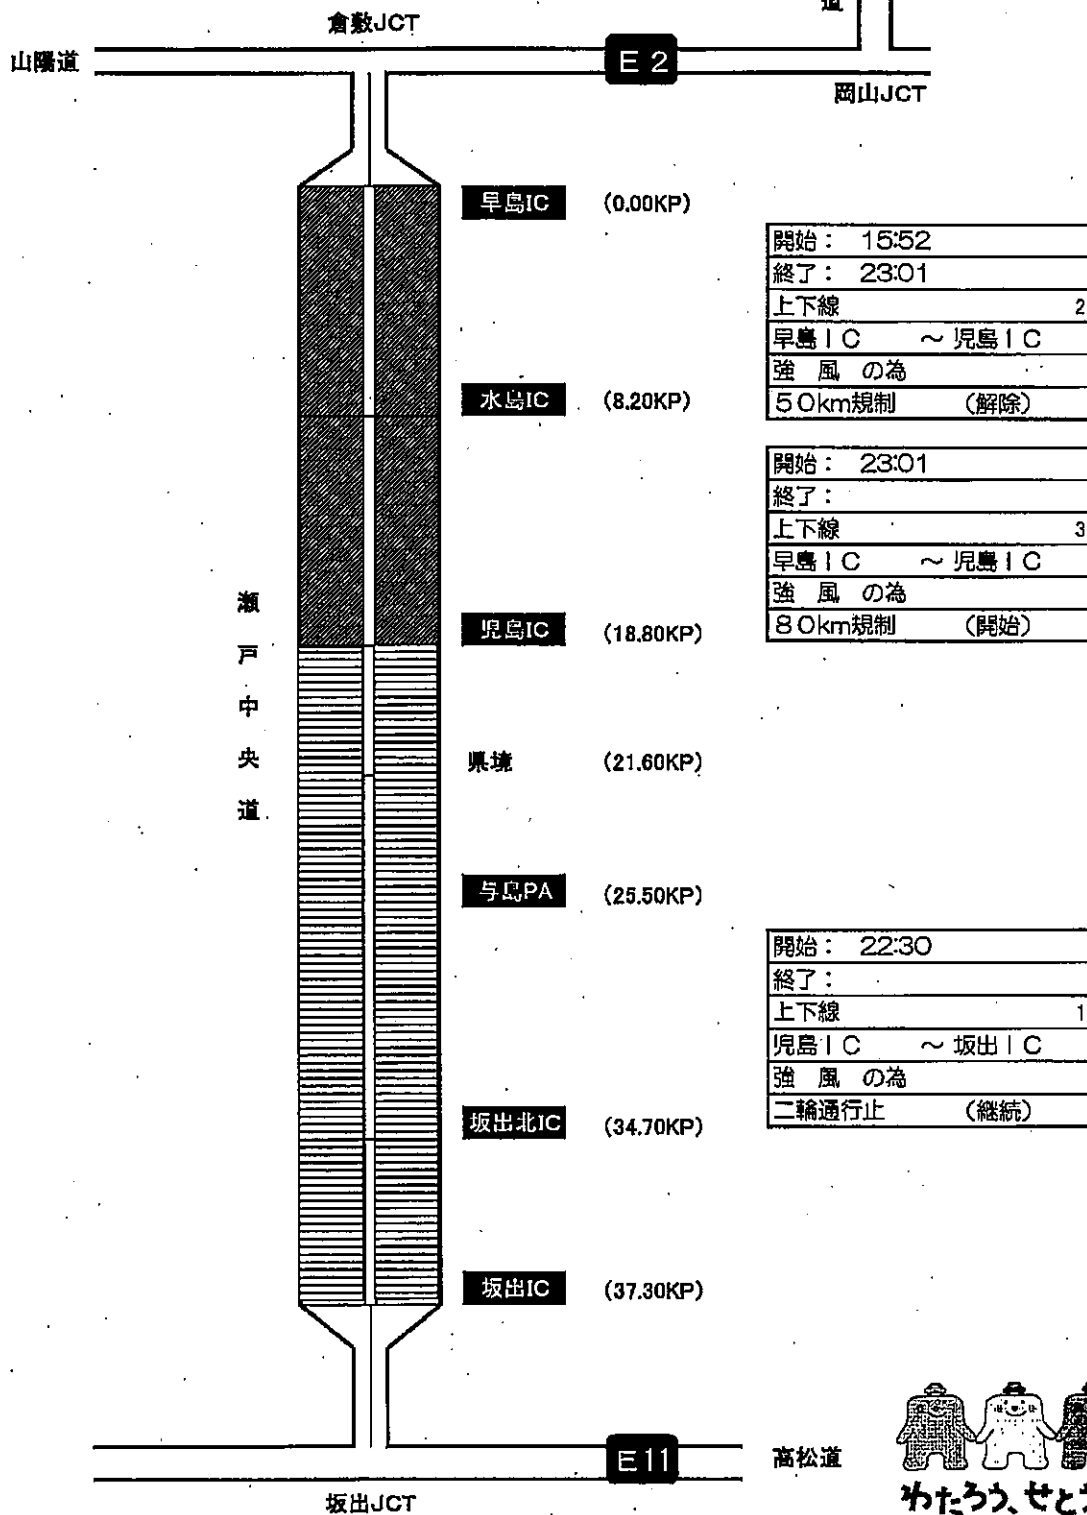 道
倉敷JCT
山陽道
E 2
岡山JCT
早島IC (0.00KP)
開始： 15:52
終了： 23:01
上下線 2
早島IC ～児島IC
強 風 の為
50km規制 (解除)
水島IC (8.20KP)
開始： 23:01
終了：
上下線 3
早島IC ～児島IC
強 風 の為
80km規制 (開始)
児島IC (18.80KP)
瀬戸中央道
県境 (21.60KP)
与島PA (25.50KP)
開始： 22:30
終了：
上下線 1
児島IC ～坂出IC
強 風 の為
二輪通行止 (継続)
坂出北IC (34.70KP)
坂出IC (37.30KP)
E 11
高松道
坂出JCT
わたろう、せと